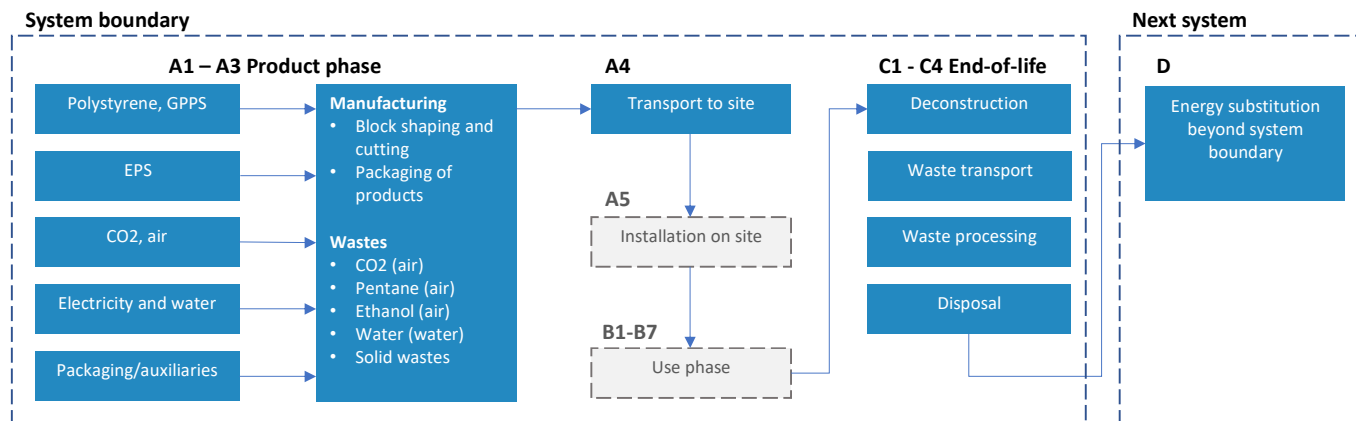 System boundary
Next system
A1 – A3 Product phase
A4
C1 - C4 End-of-life
D
Polystyrene, GPPS
EPS
CO2, air
Electricity and water
Packaging/auxiliaries
Manufacturing
• Block shaping and
cutting
• Packaging of
products
Wastes
• CO2 (air)
• Pentane (air)
• Ethanol (air)
• Water (water)
• Solid wastes
Transport to site
A5
Installation on site
B1-B7
Use phase
Deconstruction
Waste transport
Waste processing
Disposal
Energy substitution
beyond system
boundary